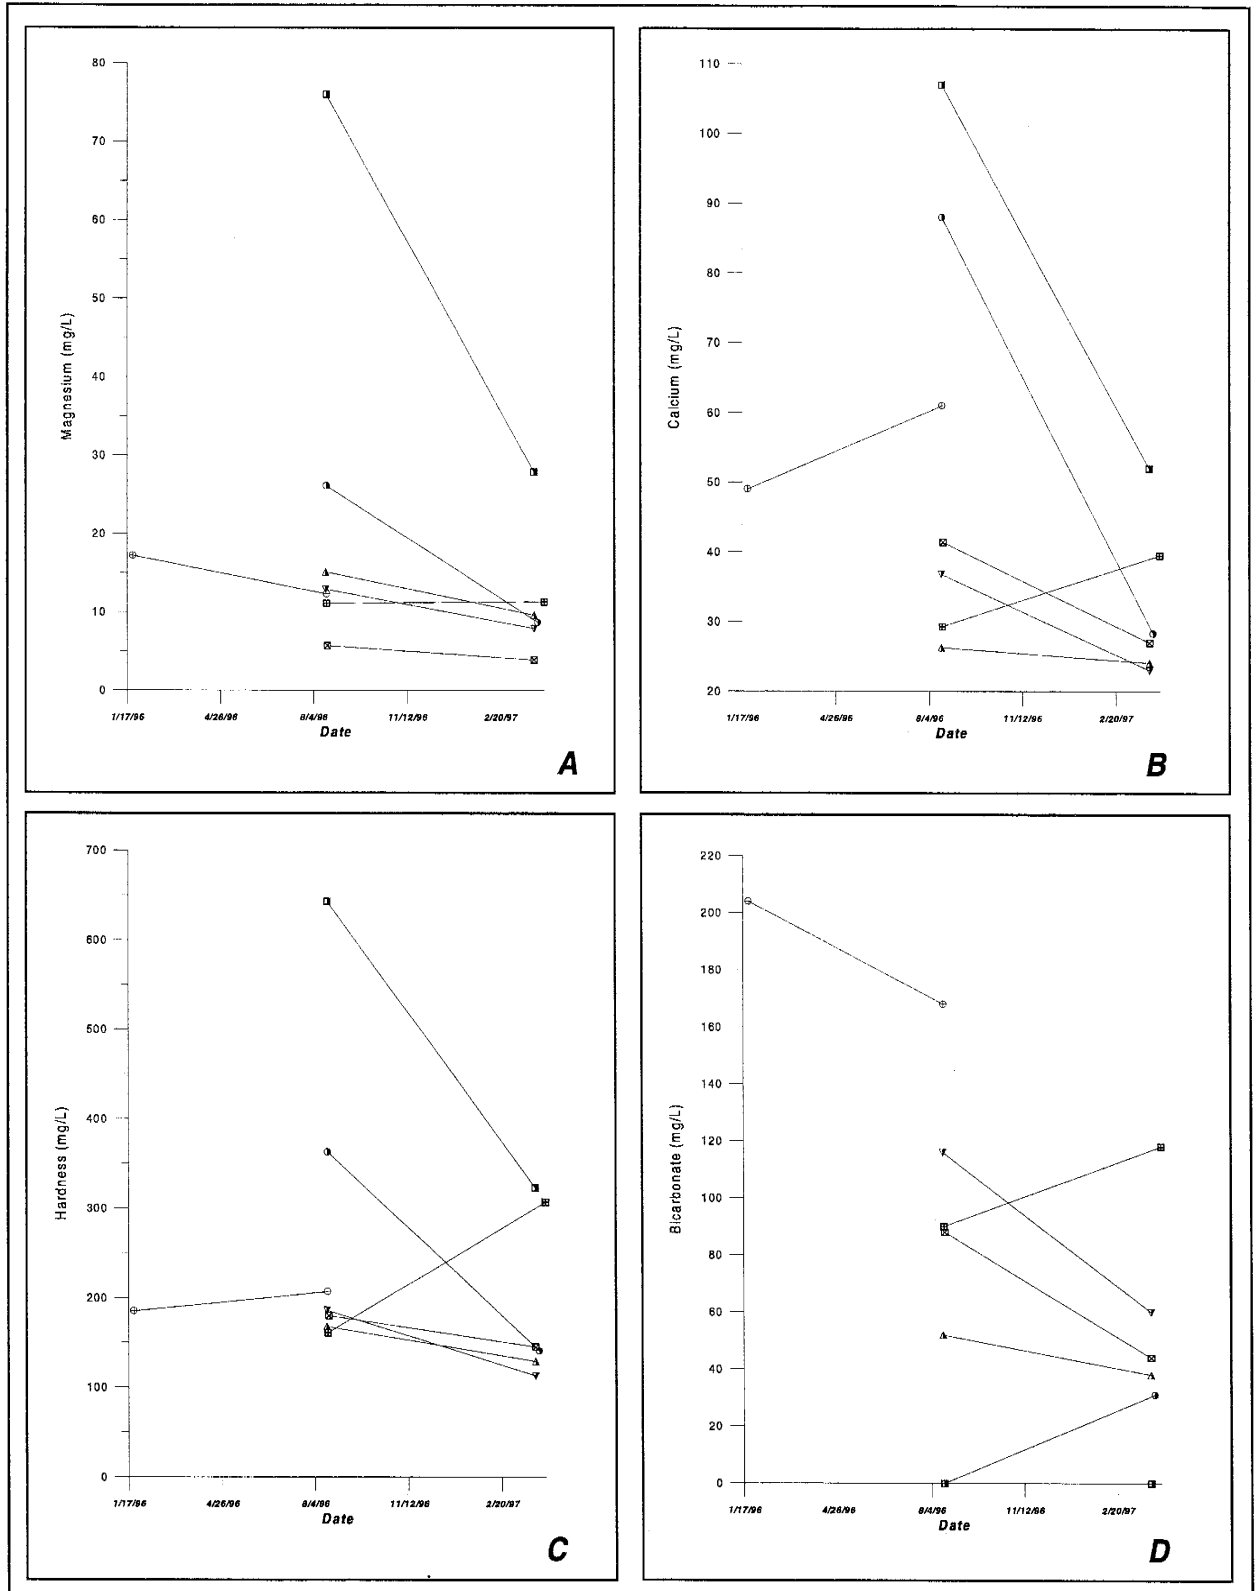 80
70
60
50
40
30
20
10
0
Magnesium (mg/L)
1/17/96 4/26/96 8/4/96 11/12/96 2/20/97
Date
A
110
100
90
80
70
60
50
40
30
20
Calcium (mg/L)
1/17/96 4/26/96 8/4/96 11/12/96 2/20/97
Date
B
700
600
500
400
300
200
100
0
Hardness (mg/L)
1/17/96 4/26/96 8/4/96 11/12/96 2/20/97
Date
C
220
200
180
160
140
120
100
80
60
40
20
0
Bicarbonate (mg/L)
1/17/96 4/26/96 8/4/96 11/12/96 2/20/97
Date
D